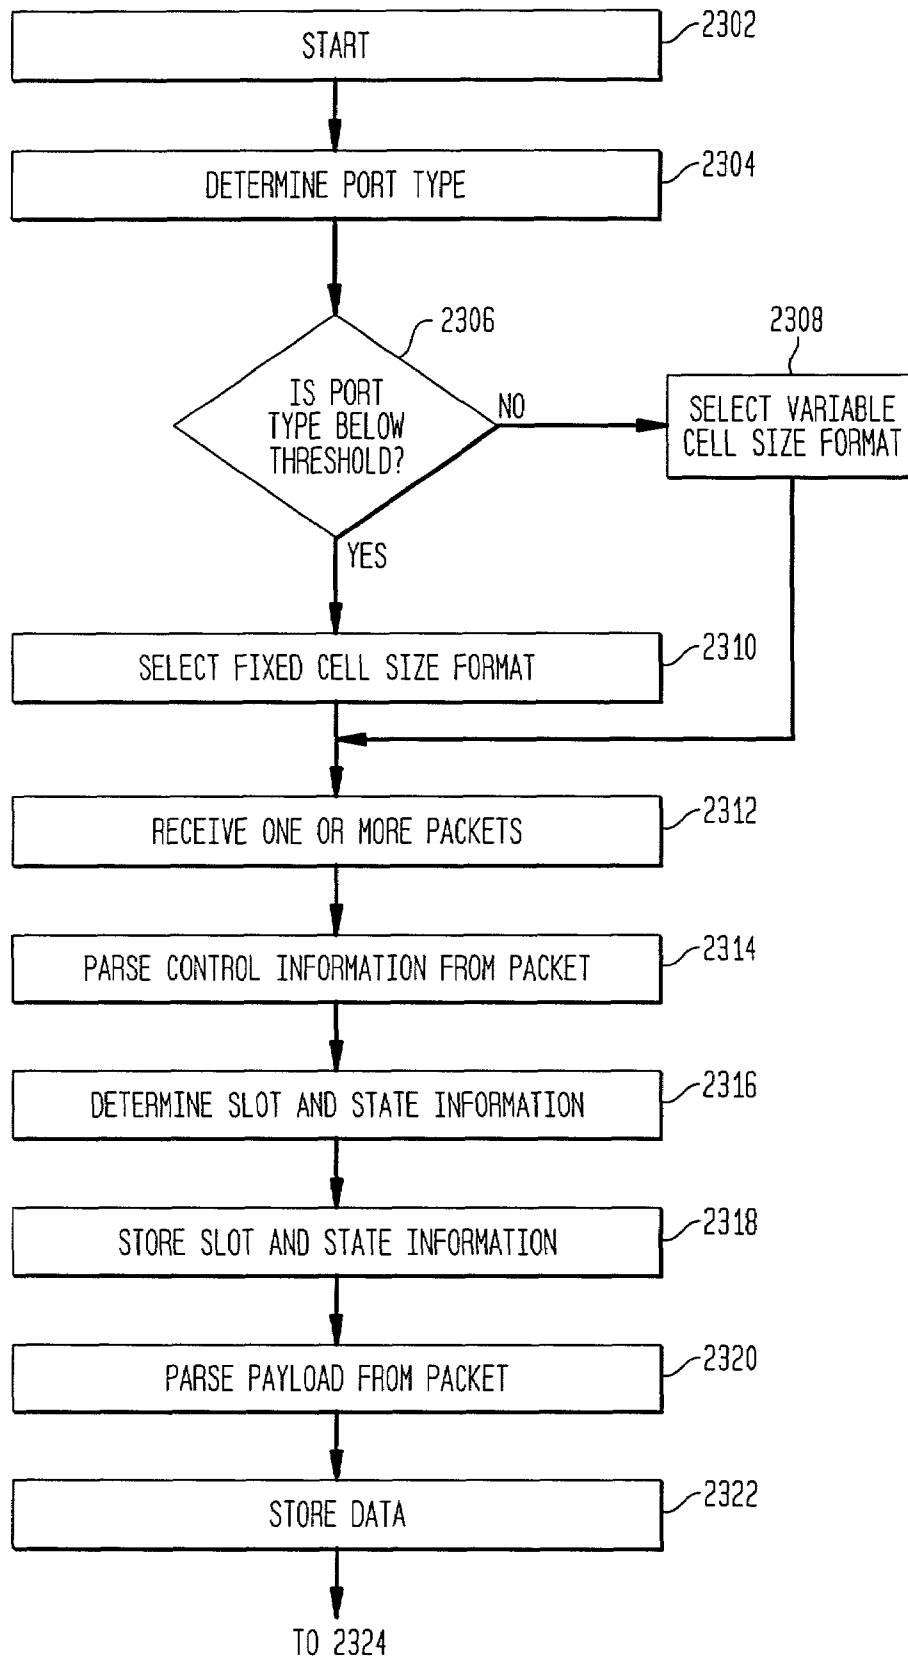 START
2302
DETERMINE PORT TYPE
2304
2306
IS PORT
TYPE BELOW
THRESHOLD?
NO
YES
2308
SELECT VARIABLE
CELL SIZE FORMAT
SELECT FIXED CELL SIZE FORMAT
2310
RECEIVE ONE OR MORE PACKETS
2312
PARSE CONTROL INFORMATION FROM PACKET
2314
DETERMINE SLOT AND STATE INFORMATION
2316
STORE SLOT AND STATE INFORMATION
2318
PARSE PAYLOAD FROM PACKET
2320
STORE DATA
2322
TO 2324